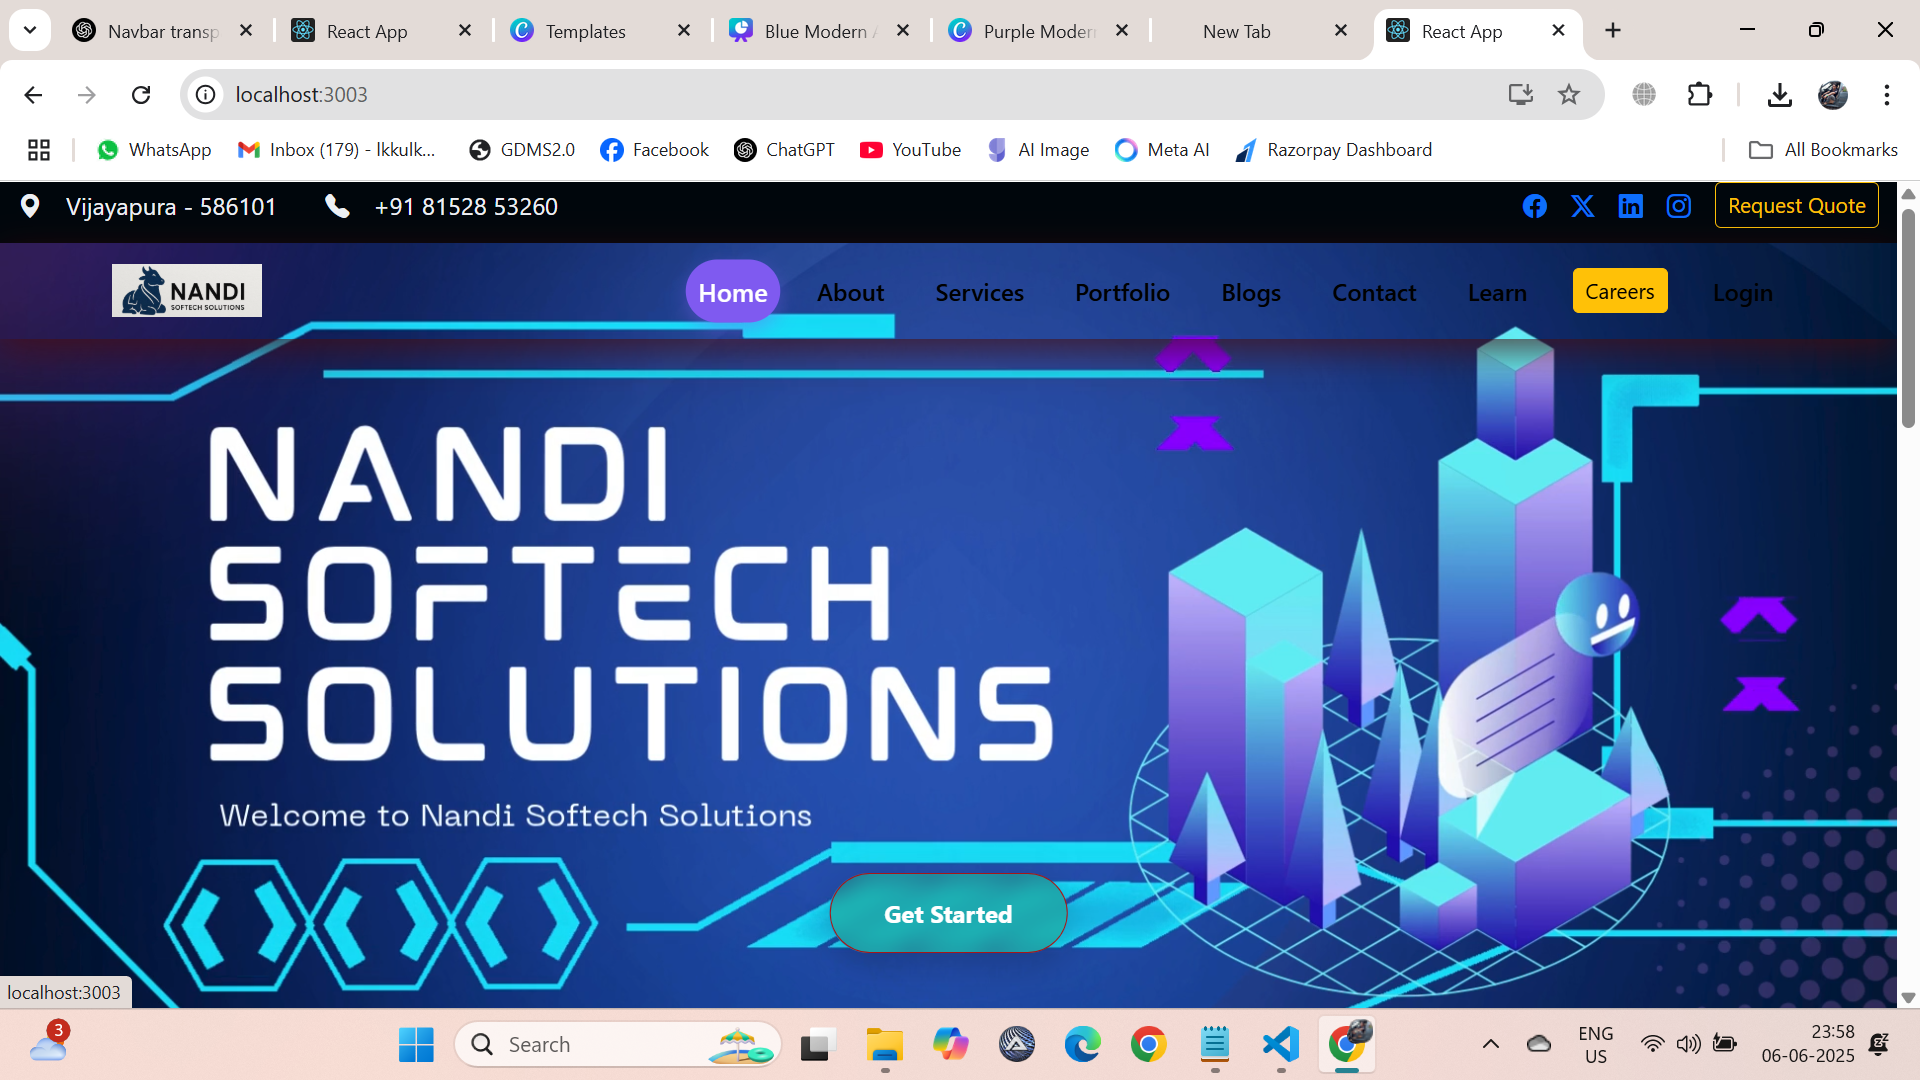 Navbar transp
React App
Templates
Blue Modern A
Purple Modern
New Tab
React App
localhost:3003
WhatsApp
Inbox (179) - lkkulk...
GDMS2.0
Facebook
ChatGPT
YouTube
AI Image
Meta AI
Razorpay Dashboard
All Bookmarks
Vijayapura - 586101
+91 81528 53260
Request Quote
NANDI
SOFTECH SOLUTIONS
Home
About
Services
Portfolio
Blogs
Contact
Learn
Careers
Login
NANDI
SOFTECH
SOLUTIONS
Welcome to Nandi Softech Solutions
Get Started
localhost:3003
3
Search
ENG
US
23:58
06-06-2025